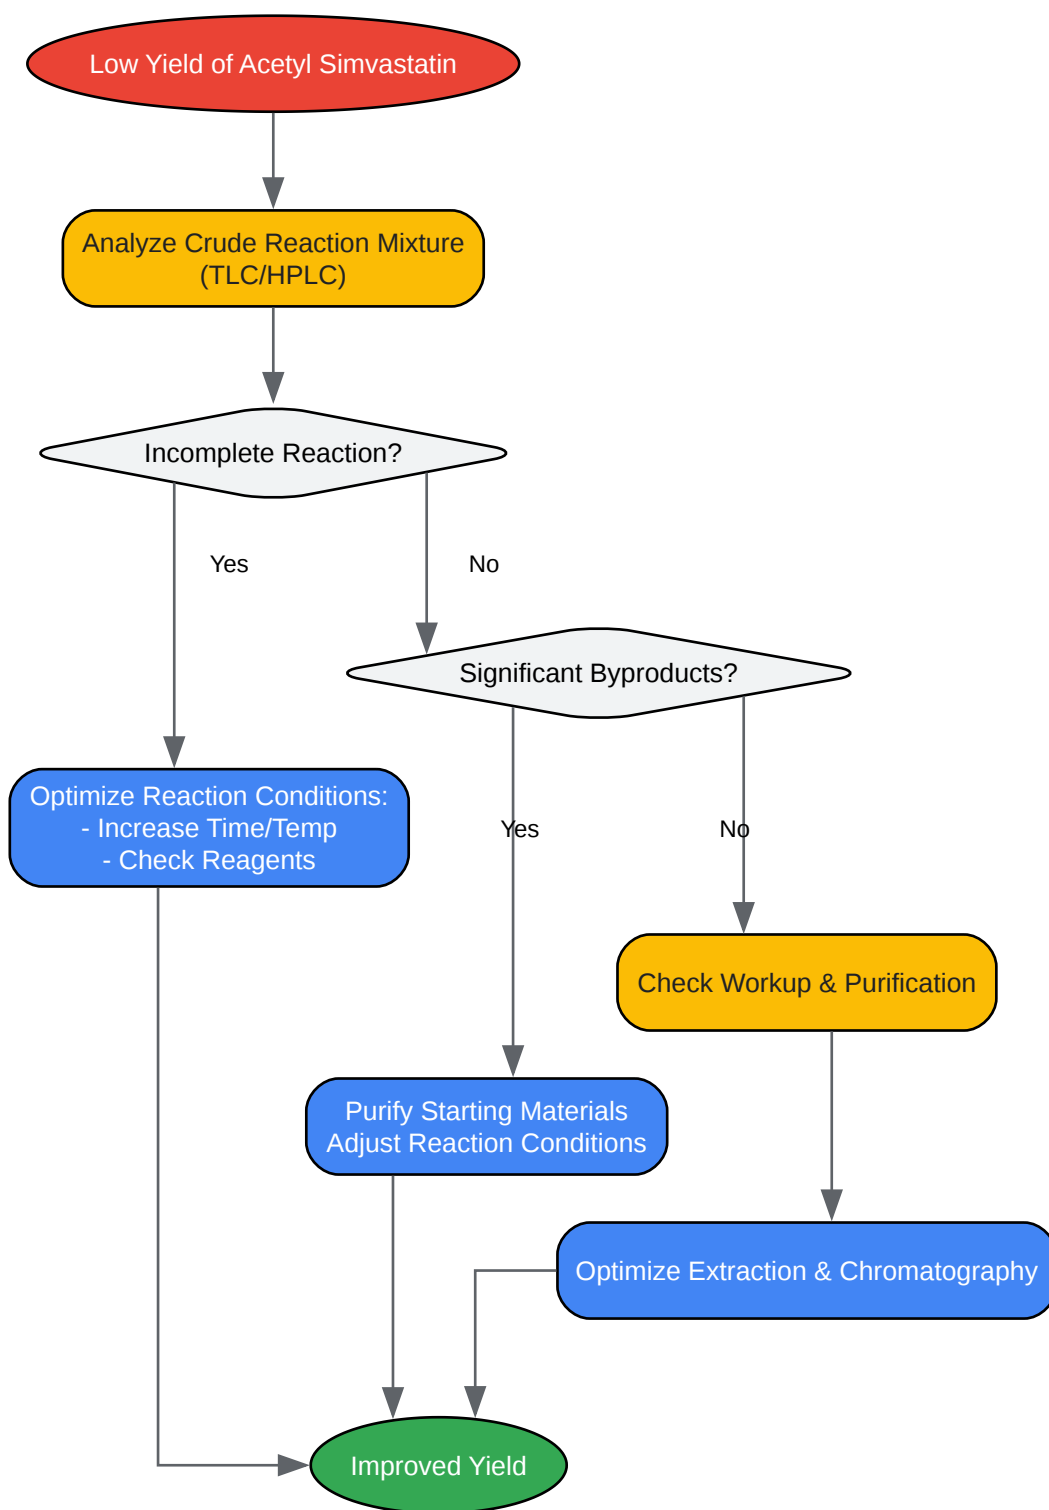 Low Yield of Acetyl Simvastatin
Analyze Crude Reaction Mixture
(TLC/HPLC)
Incomplete Reaction?
Yes
No
Significant Byproducts?
Optimize Reaction Conditions:
- Increase Time/Temp
- Check Reagents
Yes
No
Check Workup & Purification
Purify Starting Materials
Adjust Reaction Conditions
Optimize Extraction & Chromatography
Improved Yield